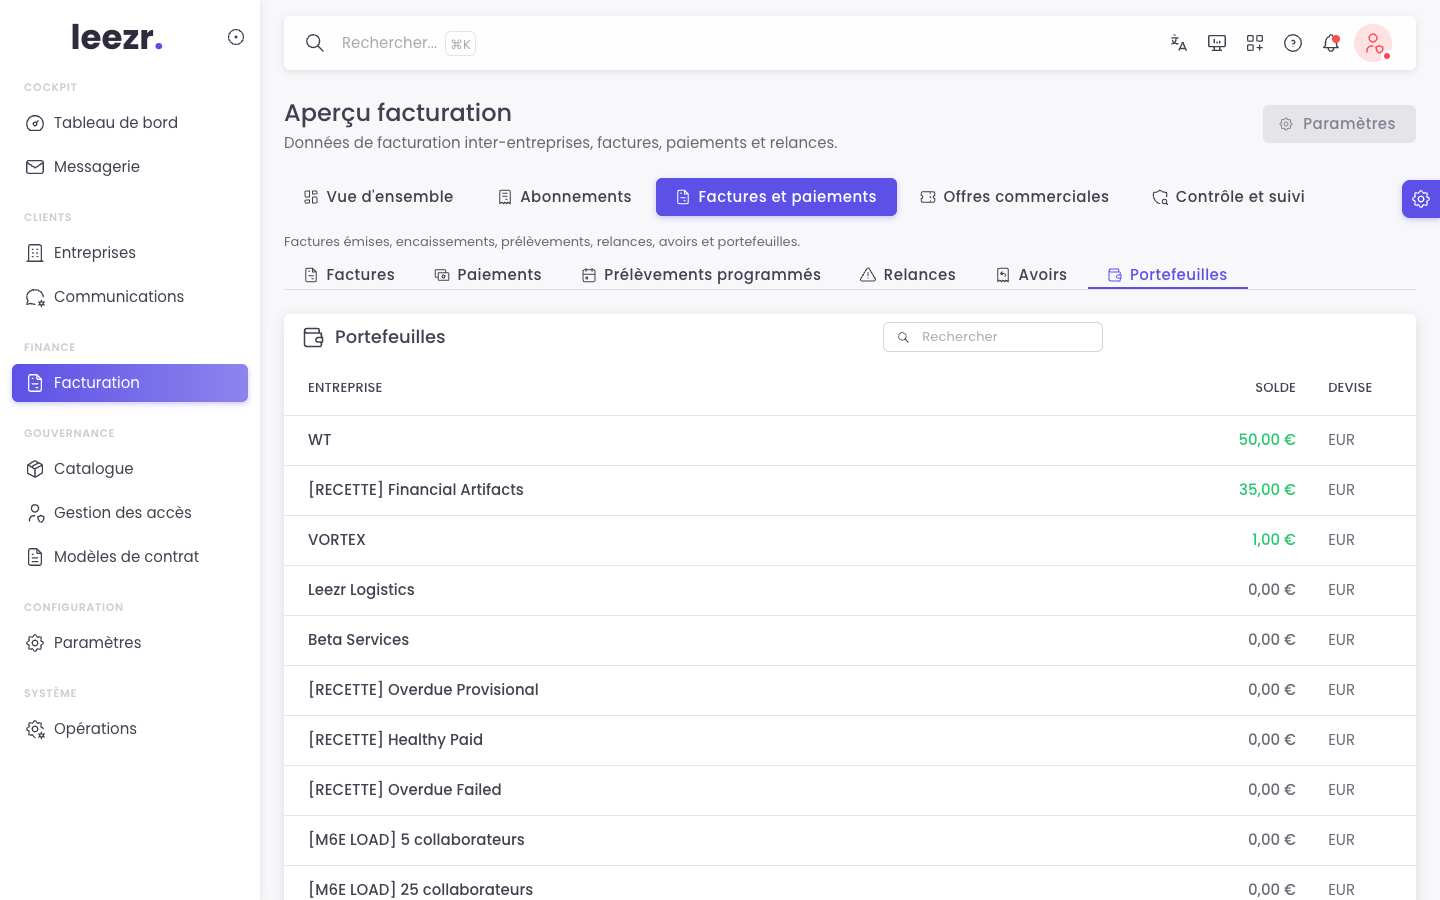 leezr.
Rechercher... ⌘K
COCKPIT
Tableau de bord
Messagerie
CLIENTS
Entreprises
Communications
FINANCE
Facturation
GOUVERNANCE
Catalogue
Gestion des accès
Modèles de contrat
CONFIGURATION
Paramètres
SYSTÈME
Opérations
Aperçu facturation
Données de facturation inter-entreprises, factures, paiements et relances.
Paramètres
Vue d'ensemble Abonnements Factures et paiements Offres commerciales Contrôle et suivi
Factures émises, encaissements, prélèvements, relances, avoirs et portefeuilles.
Factures Paiements Prélèvements programmés Relances Avoirs Portefeuilles
Portefeuilles Rechercher
ENTREPRISE SOLDE DEVISE
WT 50,00 € EUR
[RECETTE] Financial Artifacts 35,00 € EUR
VORTEX 1,00 € EUR
Leezr Logistics 0,00 € EUR
Beta Services 0,00 € EUR
[RECETTE] Overdue Provisional 0,00 € EUR
[RECETTE] Healthy Paid 0,00 € EUR
[RECETTE] Overdue Failed 0,00 € EUR
[M6E LOAD] 5 collaborateurs 0,00 € EUR
[M6E LOAD] 25 collaborateurs 0,00 € EUR